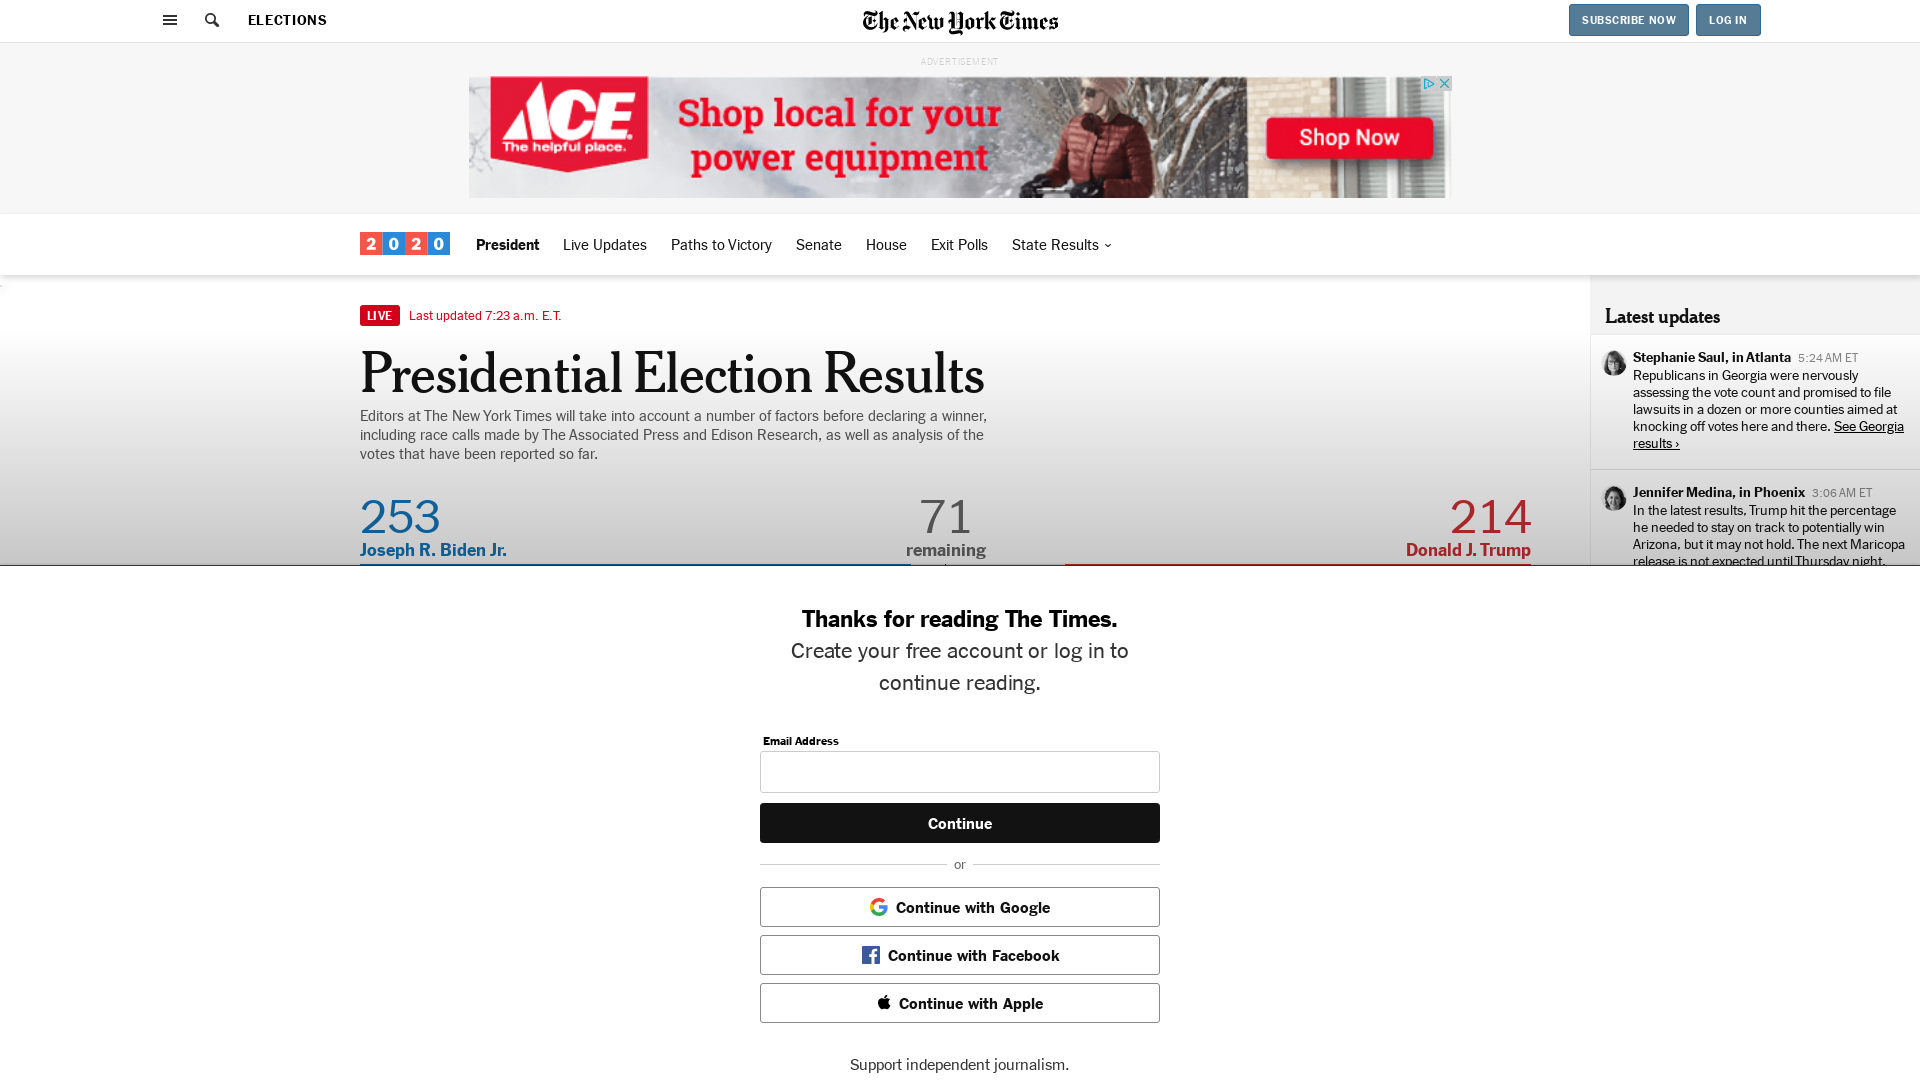 ELECTIONS
The New York Times
SUBSCRIBE NOW
LOG IN
ADVERTISEMENT
ACE
The helpful place.
Shop local for your
power equipment
Shop Now
2020
President
Live Updates
Paths to Victory
Senate
House
Exit Polls
State Results
LIVE
Last updated 7:23 a.m. E.T.
Presidential Election Results
Editors at The New York Times will take into account a number of factors before declaring a winner,
including race calls made by The Associated Press and Edison Research, as well as analysis of the
votes that have been reported so far.
253
Joseph R. Biden Jr.
71
remaining
214
Donald J. Trump
Latest updates
Stephanie Saul, in Atlanta 5:24 AM ET
Republicans in Georgia were nervously
assessing the vote count and promised to file
lawsuits in a dozen or more counties aimed at
knocking off votes here and there. See Georgia
results ›
Jennifer Medina, in Phoenix 3:06 AM ET
In the latest results, Trump hit the percentage
he needed to stay on track to potentially win
Arizona, but it may not hold. The next Maricopa
release is not expected until Thursday night.
Thanks for reading The Times.
Create your free account or log in to
continue reading.
Email Address
Continue
or
Continue with Google
Continue with Facebook
Continue with Apple
Support independent journalism.